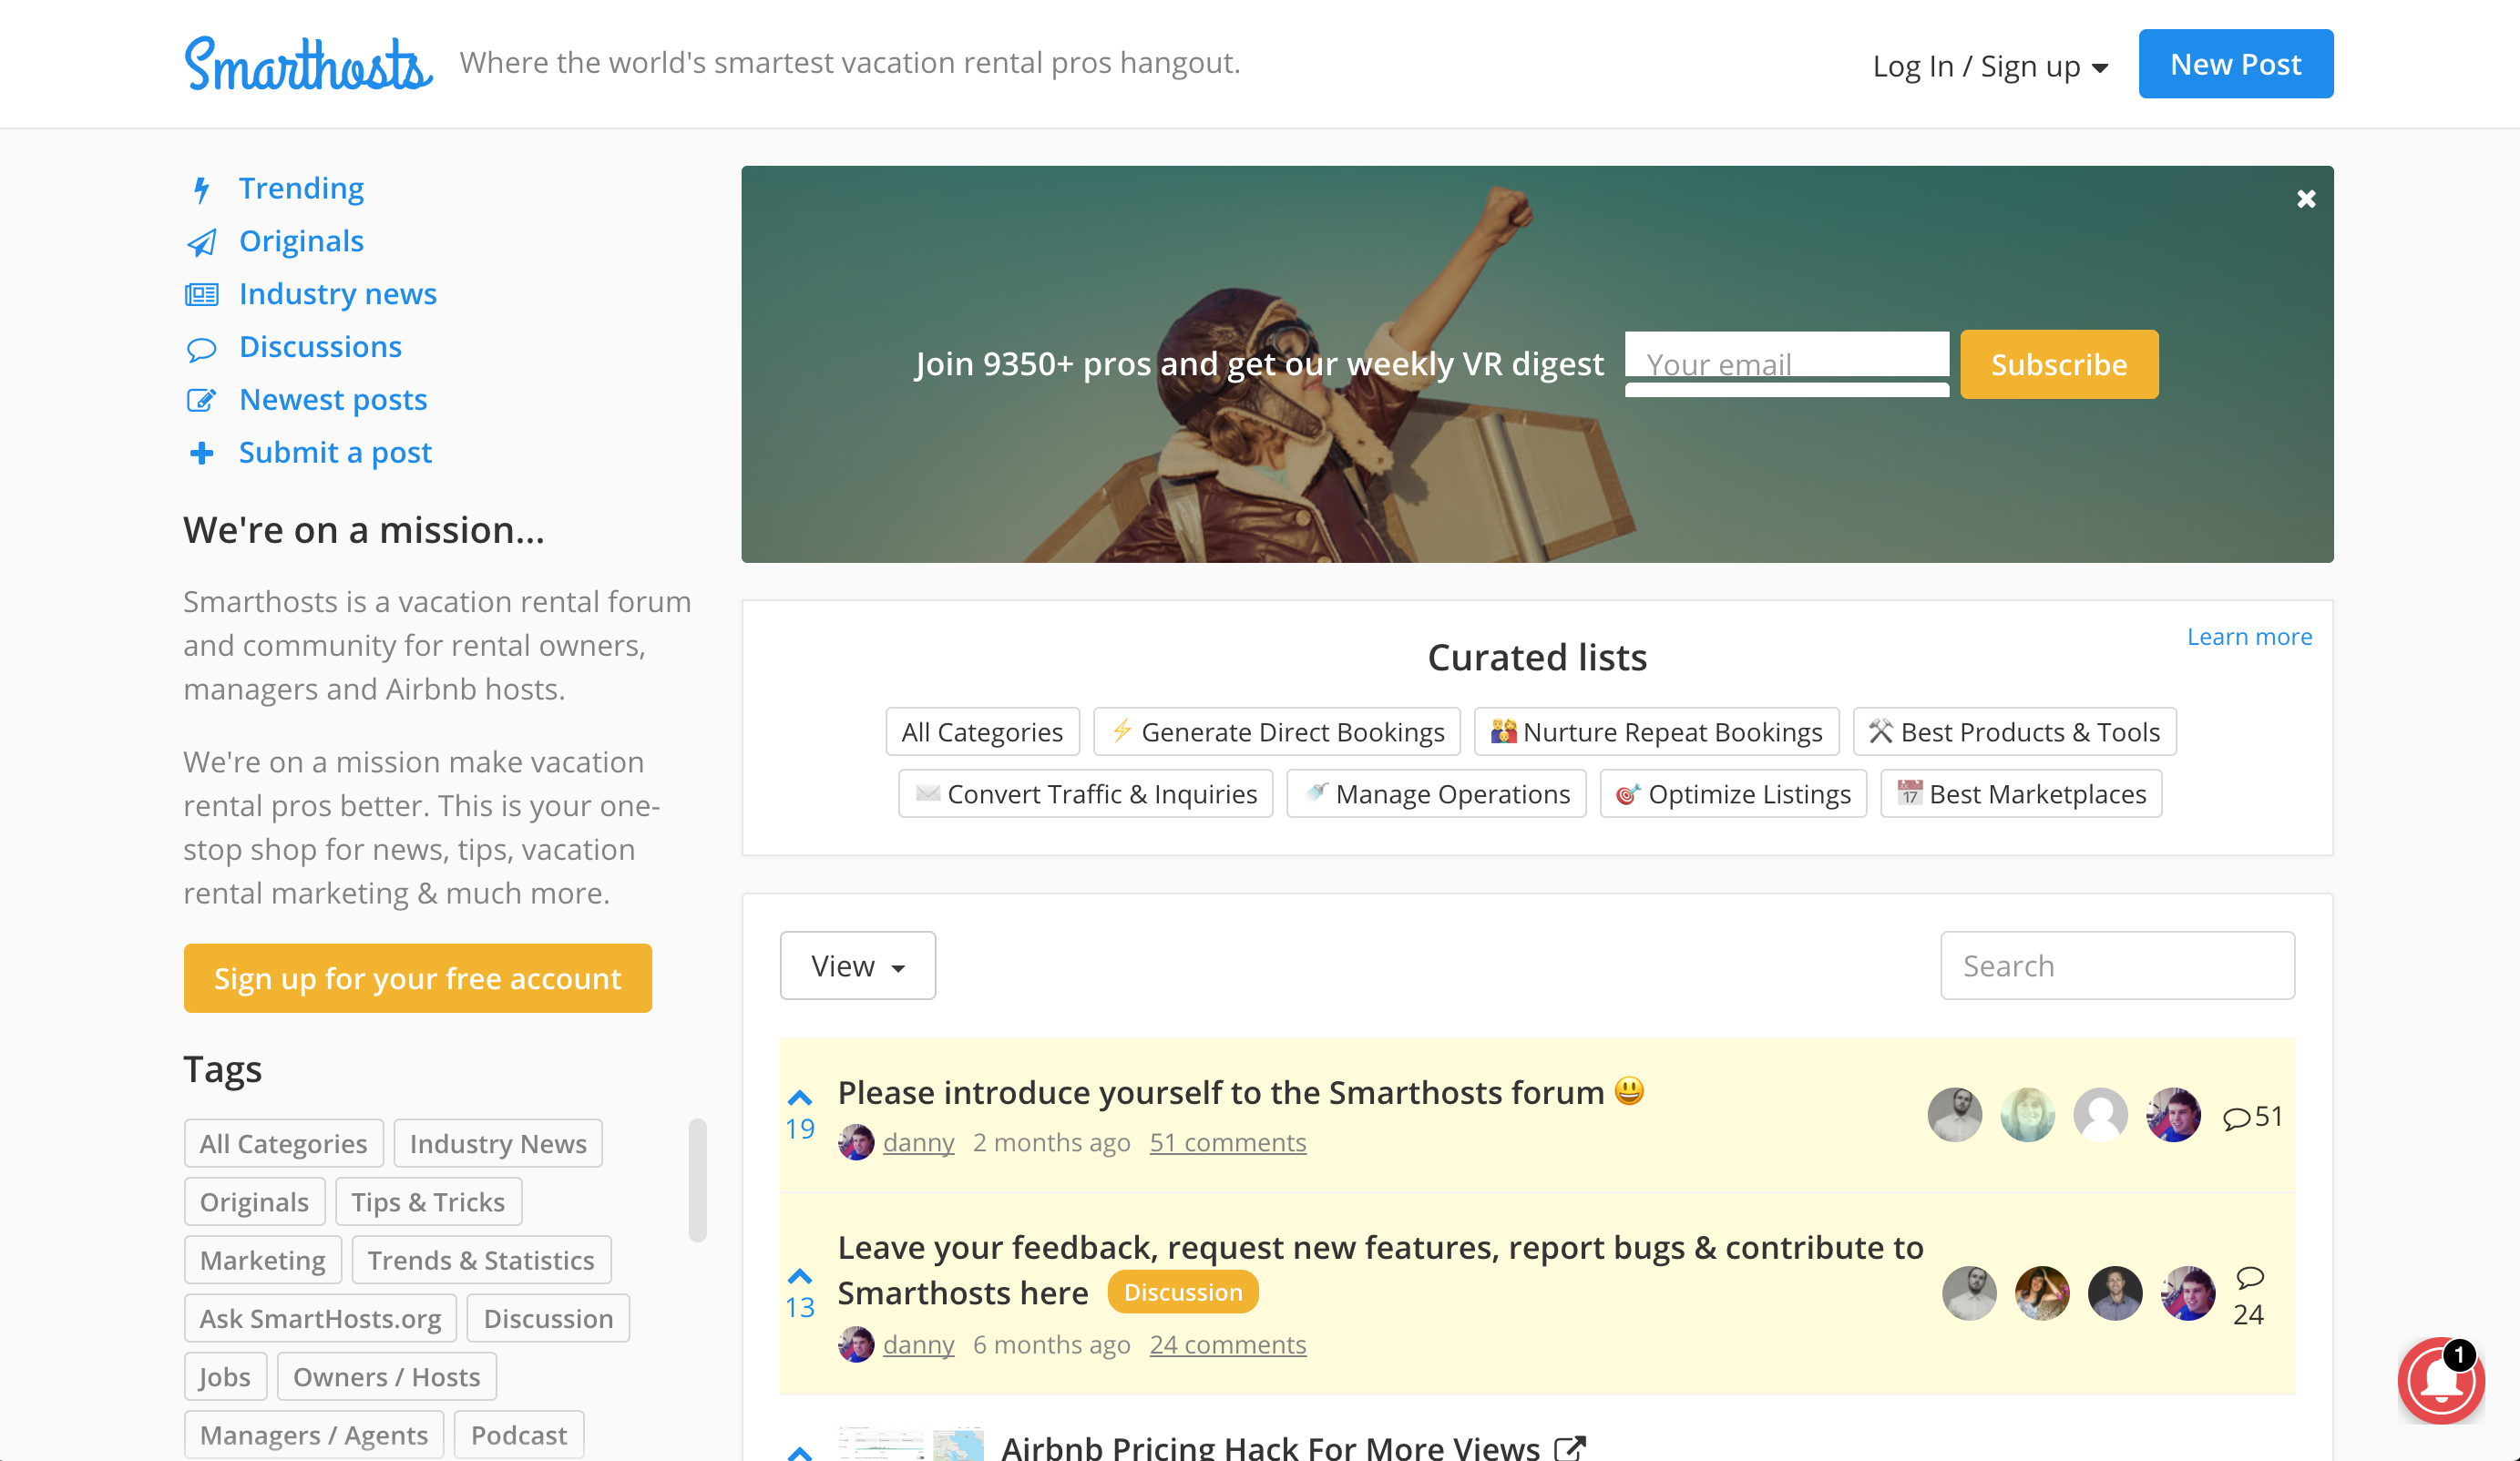 Smarthosts
Where the world's smartest vacation rental pros hangout.
Log In / Sign up
New Post
Trending
Originals
Industry news
Discussions
Newest posts
Submit a post
We're on a mission...
Smarthosts is a vacation rental forum
and community for rental owners,
managers and Airbnb hosts.
We're on a mission make vacation
rental pros better. This is your one-
stop shop for news, tips, vacation
rental marketing & much more.
Sign up for your free account
Tags
All Categories
Industry News
Originals
Tips & Tricks
Marketing
Trends & Statistics
Ask SmartHosts.org
Discussion
Jobs
Owners / Hosts
Managers / Agents
Podcast
Join 9350+ pros and get our weekly VR digest
Your email
Subscribe
Curated lists
Learn more
All Categories
⚡ Generate Direct Bookings
Nurture Repeat Bookings
Best Products & Tools
Convert Traffic & Inquiries
Manage Operations
Optimize Listings
17 Best Marketplaces
View
Search
19
Please introduce yourself to the Smarthosts forum 😃
danny 2 months ago 51 comments
51
13
Leave your feedback, request new features, report bugs & contribute to
Smarthosts here Discussion
danny 6 months ago 24 comments
24
Airbnb Pricing Hack For More Views
1